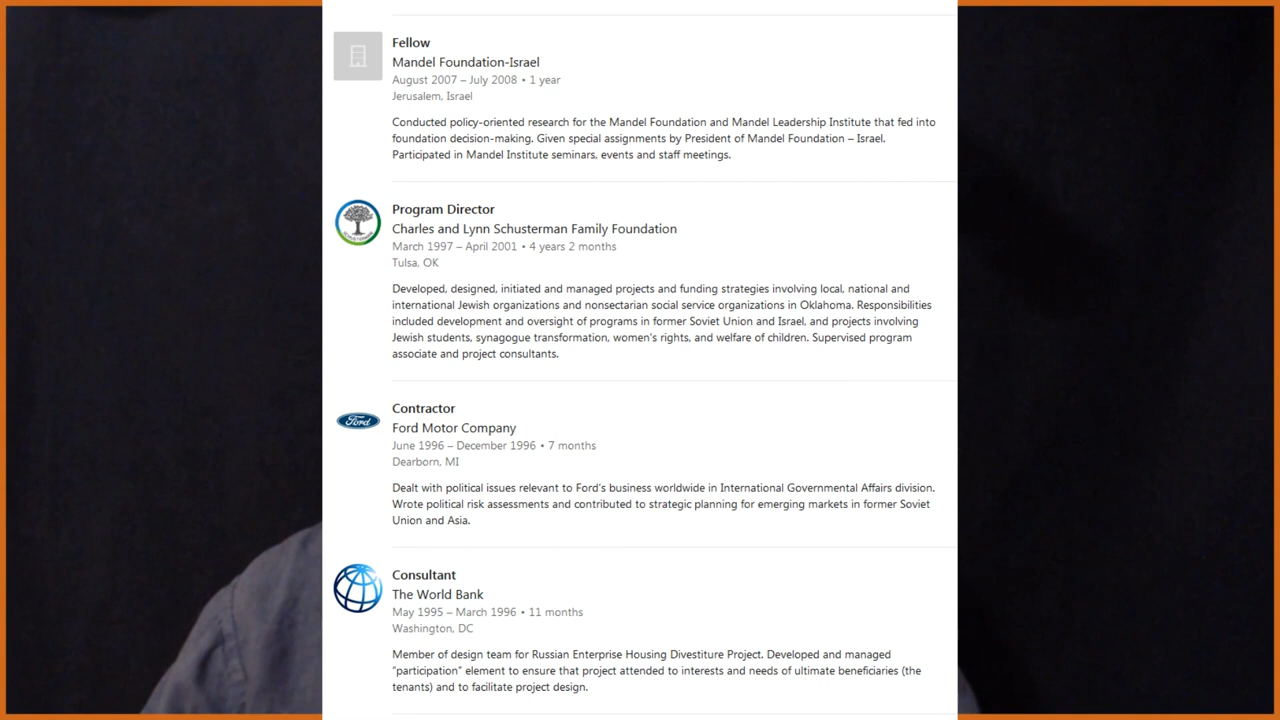 Fellow
Mandel Foundation-Israel
August 2007 – July 2008 • 1 year
Jerusalem, Israel
Conducted policy-oriented research for the Mandel Foundation and Mandel Leadership Institute that fed into
foundation decision-making. Given special assignments by President of Mandel Foundation – Israel.
Participated in Mandel Institute seminars, events and staff meetings.
Program Director
Charles and Lynn Schusterman Family Foundation
March 1997 – April 2001 • 4 years 2 months
Tulsa, OK
Developed, designed, initiated and managed projects and funding strategies involving local, national and
international Jewish organizations and nonsectarian social service organizations in Oklahoma. Responsibilities
included development and oversight of programs in former Soviet Union and Israel, and projects involving
Jewish students, synagogue transformation, women's rights, and welfare of children. Supervised program
associate and project consultants.
Ford
Contractor
Ford Motor Company
June 1996 – December 1996 • 7 months
Dearborn, MI
Dealt with political issues relevant to Ford's business worldwide in International Governmental Affairs division.
Wrote political risk assessments and contributed to strategic planning for emerging markets in former Soviet
Union and Asia.
Consultant
The World Bank
May 1995 – March 1996 • 11 months
Washington, DC
Member of design team for Russian Enterprise Housing Divestiture Project. Developed and managed
"participation" element to ensure that project attended to interests and needs of ultimate beneficiaries (the
tenants) and to facilitate project design.